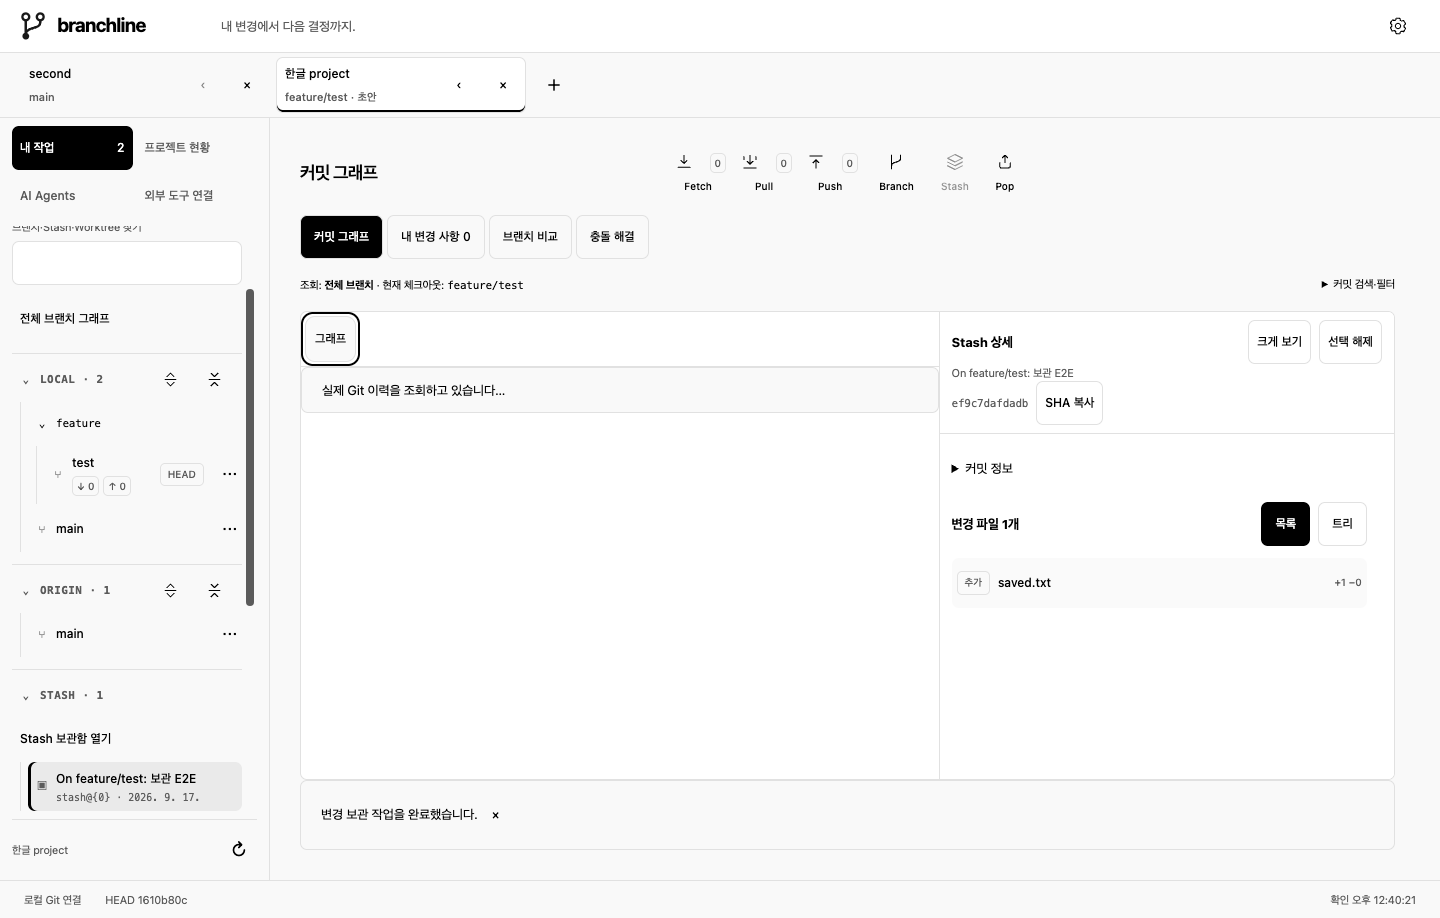 branchline
내 변경에서 다음 결정까지.
second
main
한글 project
feature/test · 초안
내 작업 2
프로젝트 현황
AI Agents
외부 도구 연결
브랜치·Stash·Worktree 찾기
전체 브랜치 그래프
LOCAL · 2
feature
test
↓ 0 ↑ 0
HEAD
main
ORIGIN · 1
main
STASH · 1
Stash 보관함 열기
On feature/test: 보관 E2E
stash@{0} · 2026. 9. 17.
한글 project
커밋 그래프
0 0 0
Fetch Pull Push Branch Stash Pop
커밋 그래프 내 변경 사항 0 브랜치 비교 충돌 해결
조회: 전체 브랜치 · 현재 체크아웃: feature/test
▶ 커밋 검색·필터
그래프
실제 Git 이력을 조회하고 있습니다...
Stash 상세
크게 보기 선택 해제
On feature/test: 보관 E2E
ef9c7dafdadb SHA 복사
▶ 커밋 정보
변경 파일 1개
목록 트리
추가 saved.txt +1 −0
변경 보관 작업을 완료했습니다. ×
로컬 Git 연결 HEAD 1610b80c
확인 오후 12:40:21